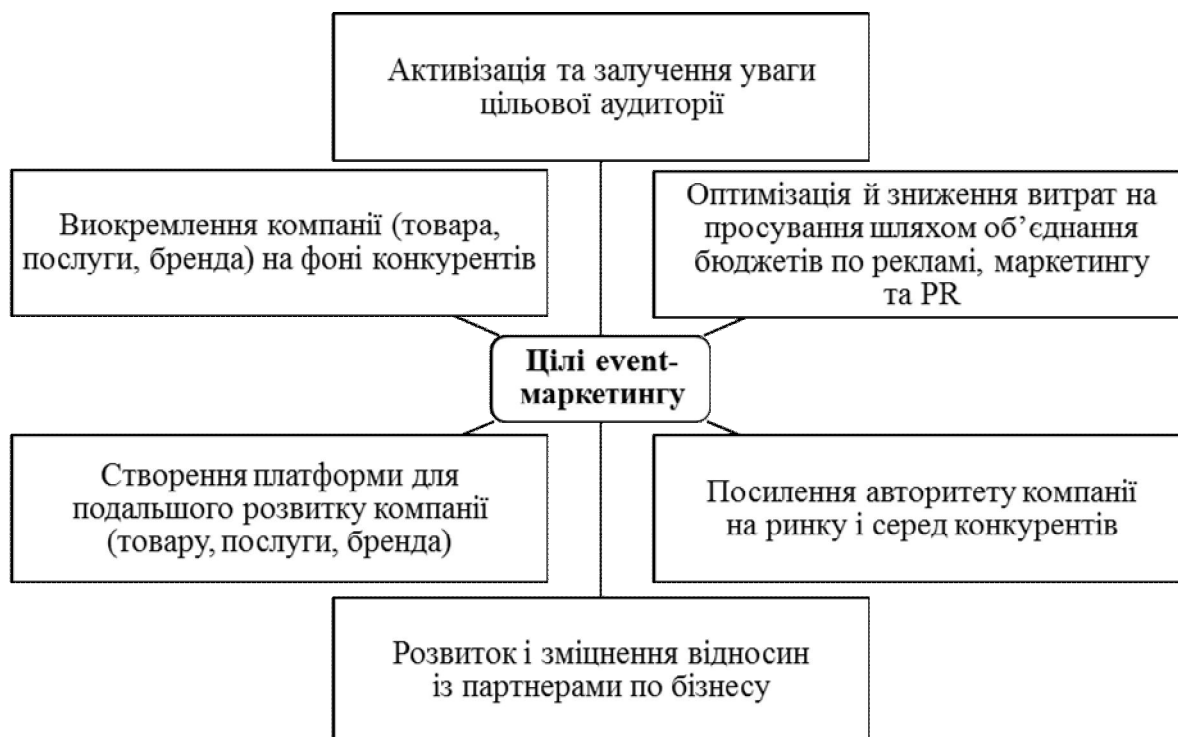 Активізація та залучення уваги
цільової аудиторії
Виокремлення компанії (товара,
послуги, бренда) на фоні конкурентів
Оптимізація й зниження витрат на
просування шляхом об’єднання
бюджетів по рекламі, маркетингу
та PR
Цілі event-
маркетингу
Створення платформи для
подальшого розвитку компанії
(товару, послуги, бренда)
Посилення авторитету компанії
на ринку і серед конкурентів
Розвиток і зміцнення відносин
із партнерами по бізнесу